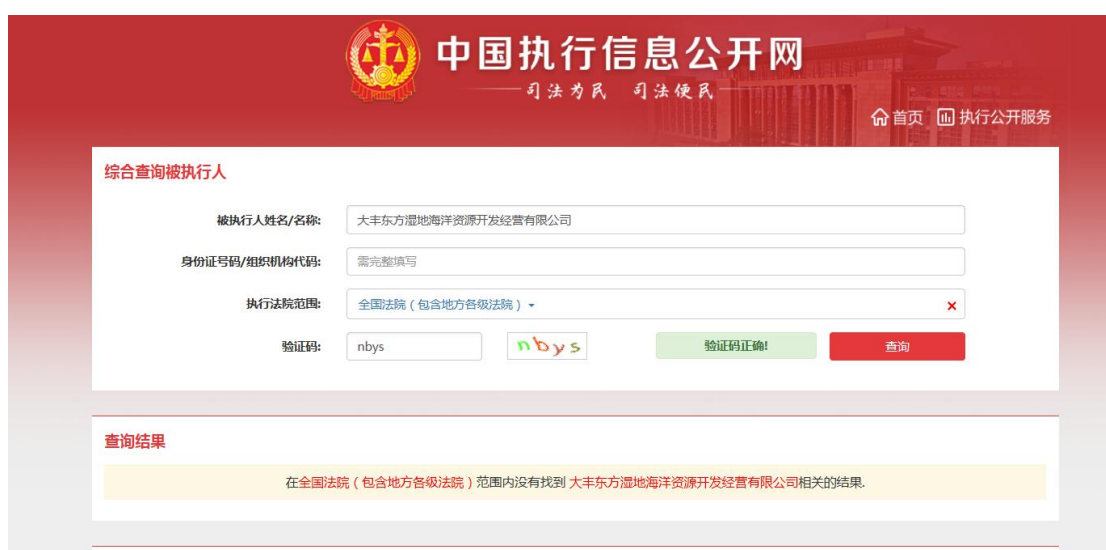 中国执行信息公开网
司法为民 司法便民
首页 执行公开服务
综合查询被执行人
被执行人姓名/名称: 大丰东方湿地海洋资源开发经营有限公司
身份证号码/组织机构代码: 需完整填写
执行法院范围: 全国法院（包含地方各级法院）
验证码: nbys nbys 验证码正确! 查询
查询结果
在全国法院（包含地方各级法院）范围内没有找到 大丰东方湿地海洋资源开发经营有限公司相关的结果.